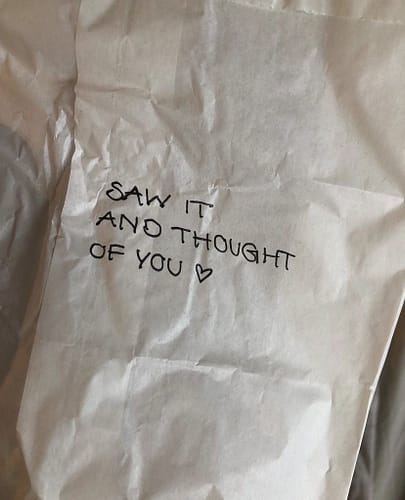 SAW IT
AND THOUGHT
OF YOU ♡